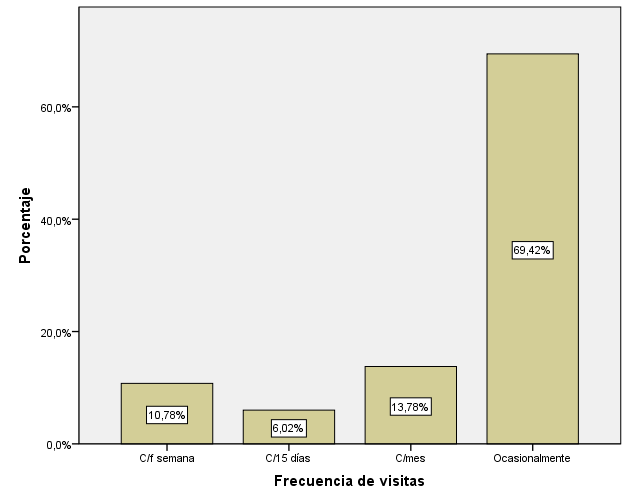 Porcentaje
60,0%
40,0%
20,0%
0,0%
69,42%
13,78%
10,78%
6,02%
C/f semana
C/15 días
C/mes
Ocasionalmente
Frecuencia de visitas